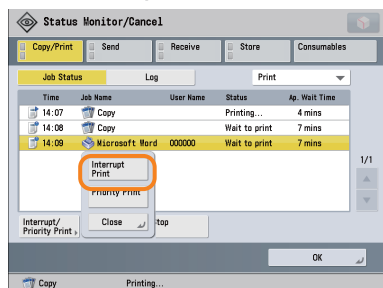 Status Monitor/Cancel
Copy/Print Send Receive Store Consumables
Job Status Log Print
Time Job Name User Name Status Ap. Wait Time
14:07 Copy Printing... 4 mins
14:08 Copy Wait to print 7 mins
14:09 Microsoft Word 000000 Wait to print 7 mins
Interrupt
Print
1/1
Priority Print
Interrupt/
Priority Print
Close
top
OK
Copy Printing...